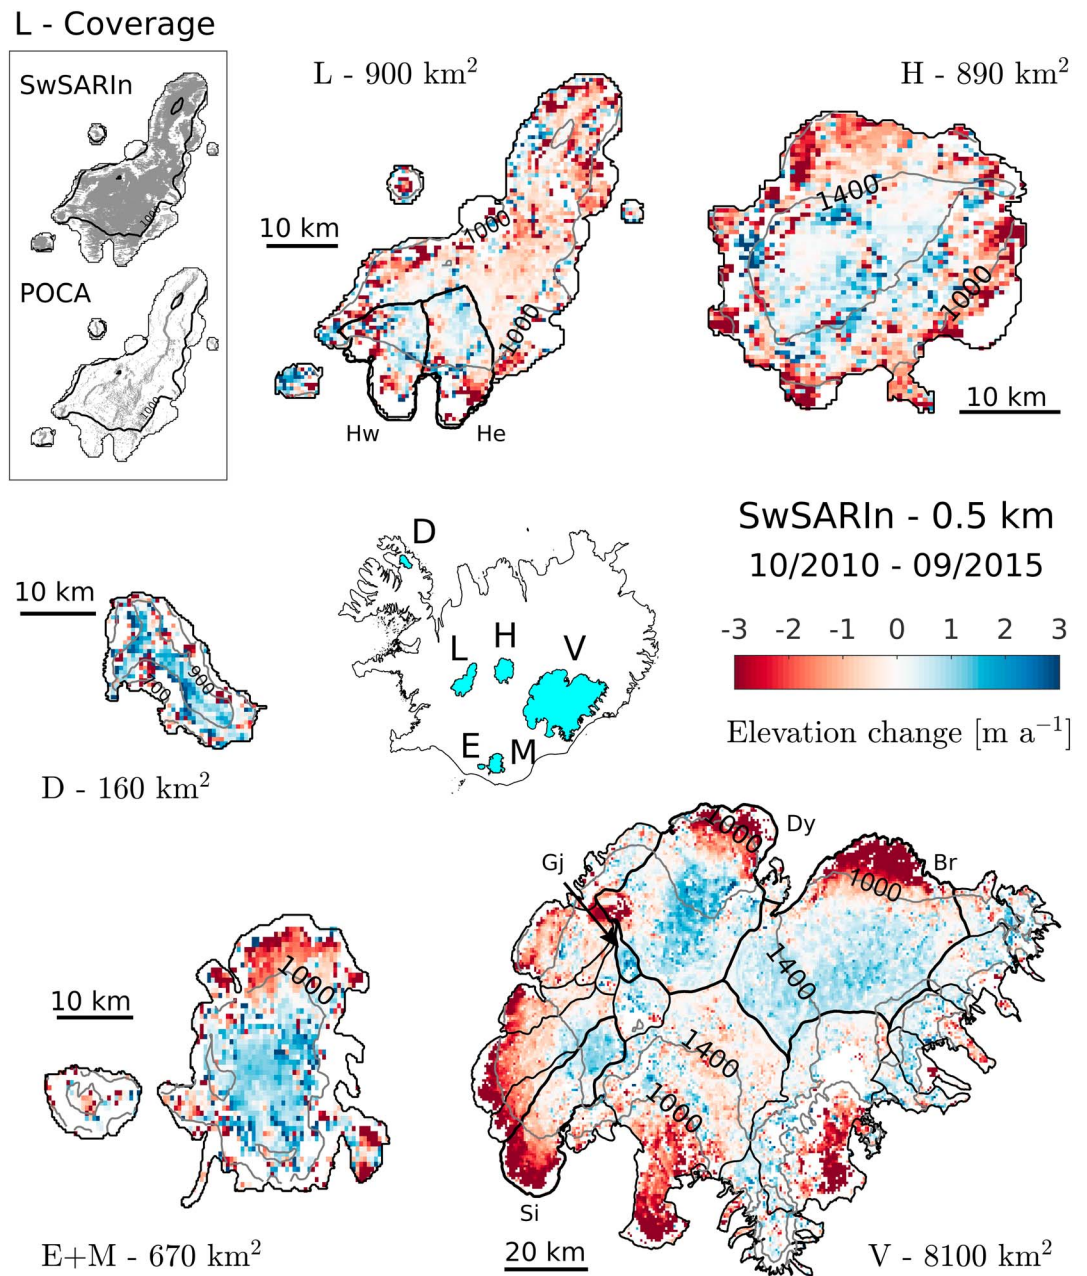 L - Coverage
SwSARIn
1000
POCA
1000
L - 900 km²
10 km
1000
1000
Hw
He
H - 890 km²
1400
1000
10 km
SwSARIn - 0.5 km
10/2010 - 09/2015
-3 -2 -1 0 1 2 3
Elevation change [m a⁻¹]
10 km
900
D - 160 km²
D
L
H
V
E
M
10 km
1000
E+M - 670 km²
Gj
Dy
Br
Si
1000
1000
1400
1400
1000
20 km
V - 8100 km²